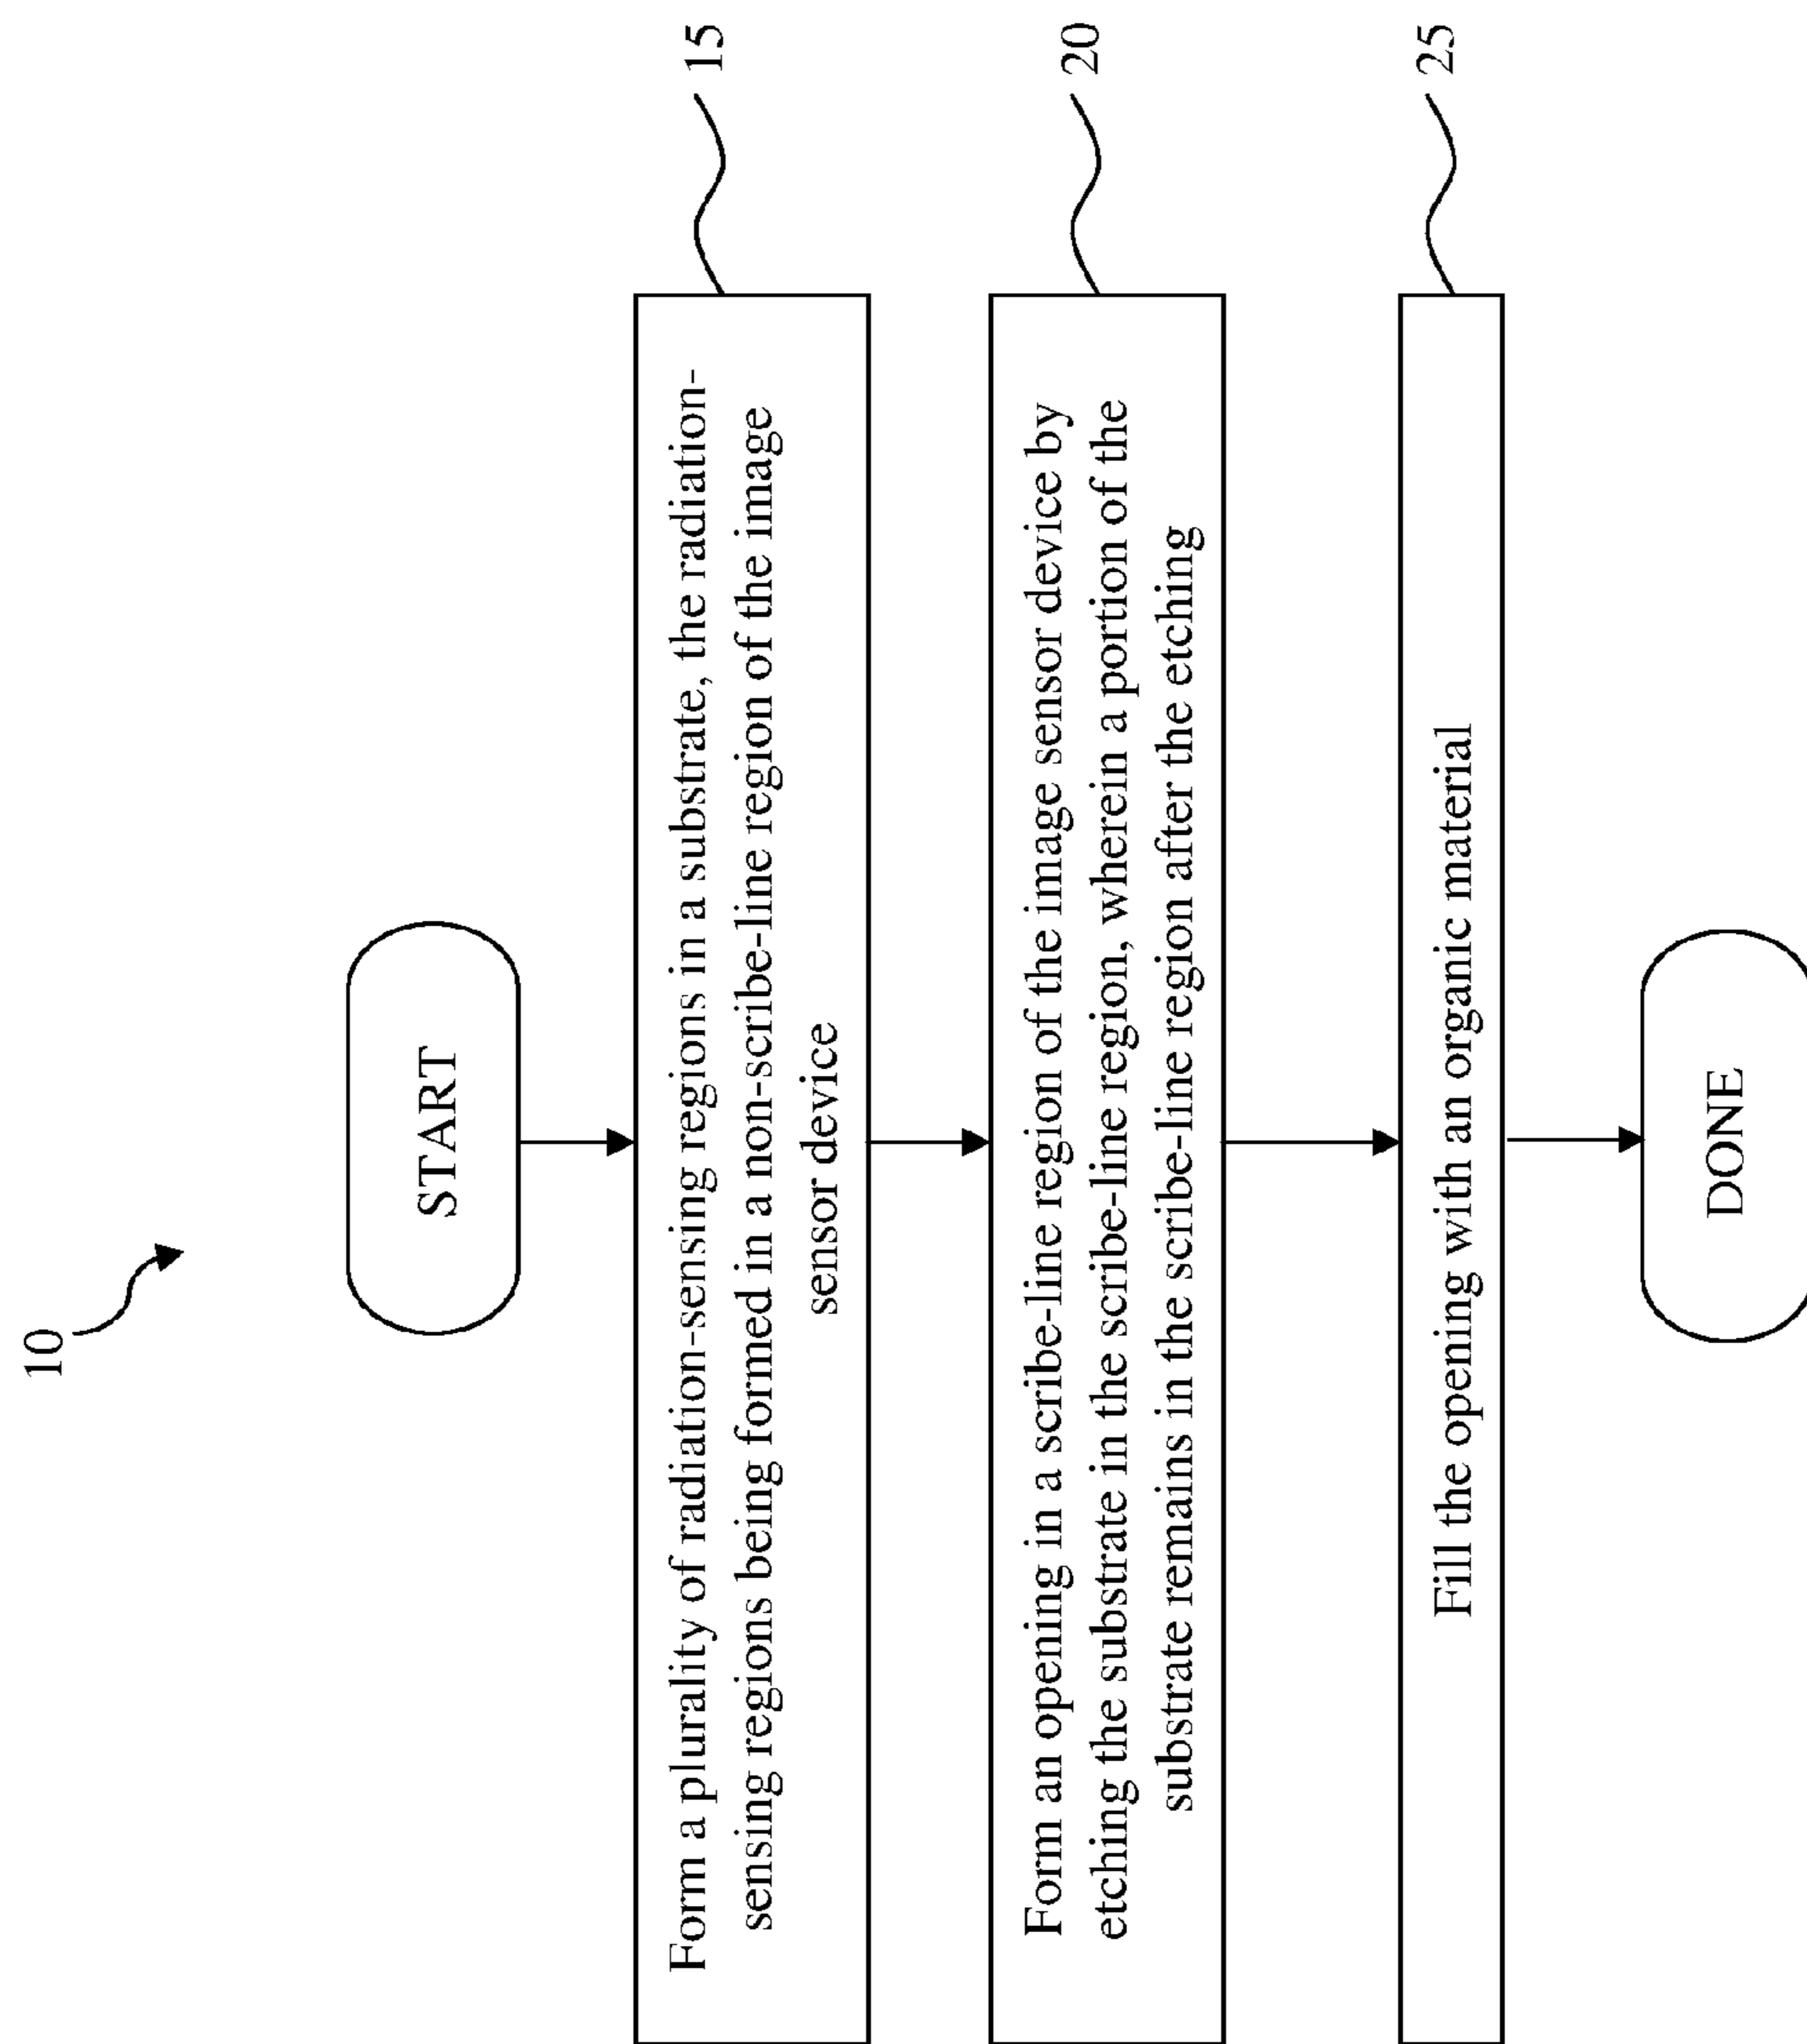 10
START
Form a plurality of radiation-sensing regions in a substrate, the radiation-
sensing regions being formed in a non-scribe-line region of the image
sensor device
15
Form an opening in a scribe-line region of the image sensor device by
etching the substrate in the scribe-line region, wherein a portion of the
substrate remains in the scribe-line region after the etching
20
Fill the opening with an organic material
25
DONE